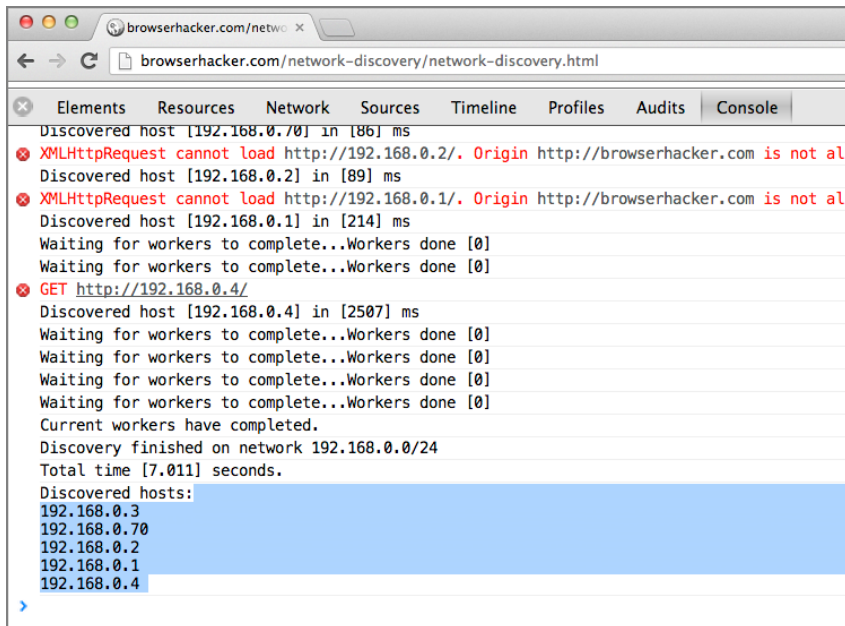 browserhacker.com/netwo ×
browserhacker.com/network-discovery/network-discovery.html
Elements Resources Network Sources Timeline Profiles Audits Console
Discovered host [192.168.0.70] in [86] ms
XMLHttpRequest cannot load http://192.168.0.2/. Origin http://browserhacker.com is not al
Discovered host [192.168.0.2] in [89] ms
XMLHttpRequest cannot load http://192.168.0.1/. Origin http://browserhacker.com is not al
Discovered host [192.168.0.1] in [214] ms
Waiting for workers to complete...Workers done [0]
Waiting for workers to complete...Workers done [0]
GET http://192.168.0.4/
Discovered host [192.168.0.4] in [2507] ms
Waiting for workers to complete...Workers done [0]
Waiting for workers to complete...Workers done [0]
Waiting for workers to complete...Workers done [0]
Waiting for workers to complete...Workers done [0]
Current workers have completed.
Discovery finished on network 192.168.0.0/24
Total time [7.011] seconds.
Discovered hosts:
192.168.0.3
192.168.0.70
192.168.0.2
192.168.0.1
192.168.0.4